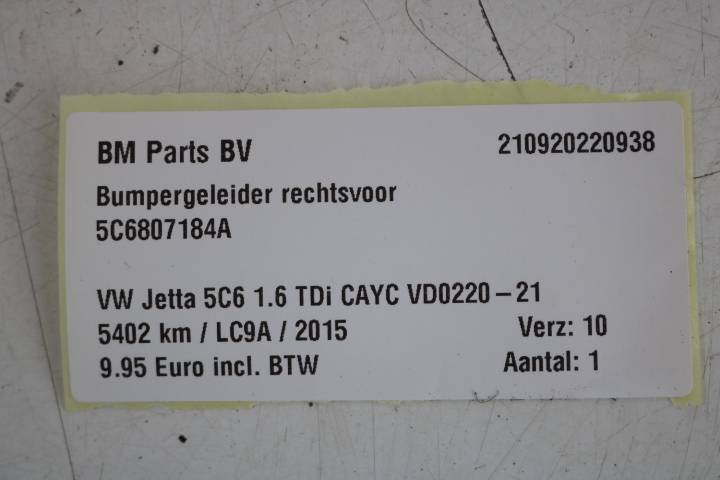 BM Parts BV 210920220938
Bumpergeleider rechtsvoor
5C6807184A
VW Jetta 5C6 1.6 TDi CAYC VD0220-21
5402 km / LC9A / 2015 Verz: 10
9.95 Euro incl. BTW Aantal: 1